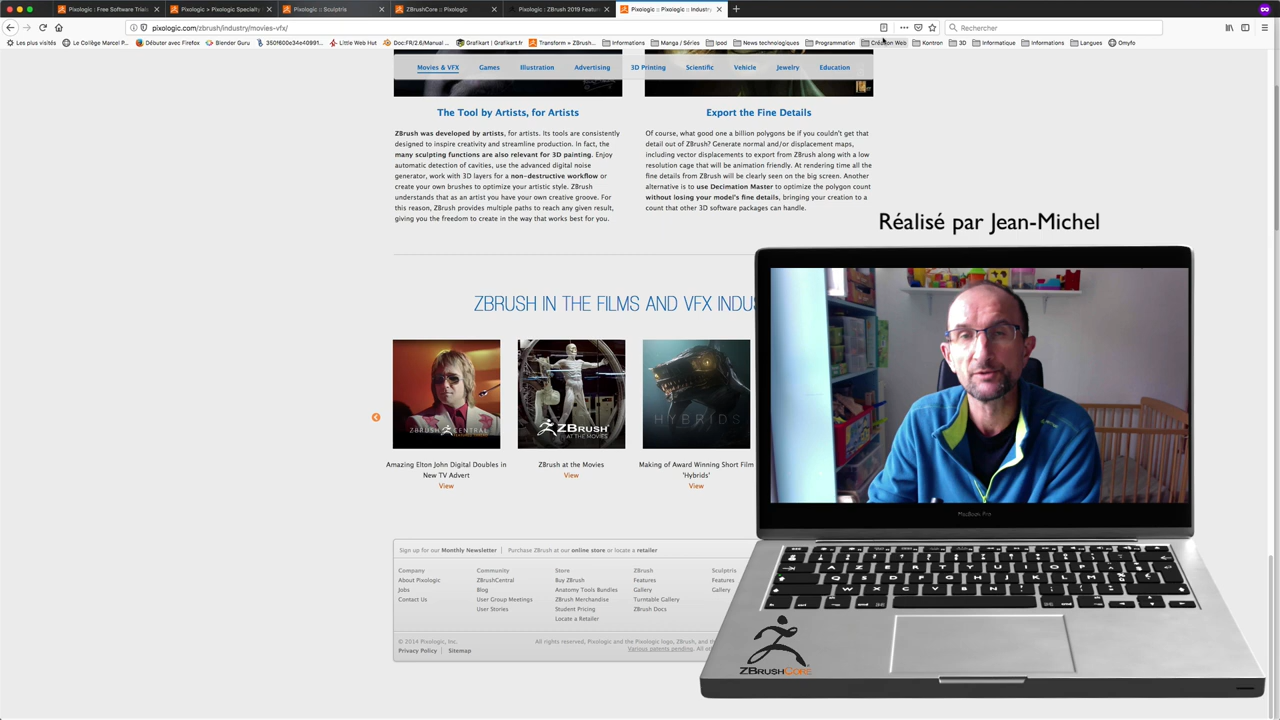 Pixologic : Free Software Trials
Pixologic > Pixologic Specialty
Pixologic :: Sculptris
ZBrushCore :: Pixologic
Pixologic : ZBrush 2019 Featur
Pixologic :: Pixologic :: Industry
pixologic.com/zbrush/industry/movies-vfx/
Rechercher
Les plus visités
Le Collège Marcel P...
Débuter avec Firefox
Blender Guru
350f600e34e40991...
Little Web Hut
Doc:FR/2.6/Manual ...
Grafikart | Grafikart.fr
Transform » ZBrush...
Informations
Manga / Séries
Ipod
News technologiques
Programmation
Création Web
Kontron
3D
Informatique
Informations
Langues
Omyfo
Movies & VFX
Games
Illustration
Advertising
3D Printing
Scientific
Vehicle
Jewelry
Education
The Tool by Artists, for Artists
ZBrush was developed by artists, for artists. Its tools are consistently
designed to inspire creativity and streamline production. In fact, the
many sculpting functions are also relevant for 3D painting. Enjoy
automatic detection of cavities, use the advanced digital noise
generator, work with 3D layers for a non-destructive workflow or
create your own brushes to optimize your artistic style. ZBrush
understands that as an artist you have your own creative groove. For
this reason, ZBrush provides multiple paths to reach any given result,
giving you the freedom to create in the way that works best for you.
Export the Fine Details
Of course, what good one a billion polygons be if you couldn't get that
detail out of ZBrush? Generate normal and/or displacement maps,
including vector displacements to export from ZBrush along with a low
resolution cage that will be animation friendly. At rendering time all the
fine details from ZBrush will be clearly seen on the big screen. Another
alternative is to use Decimation Master to optimize the polygon count
without losing your model's fine details, bringing your creation to a
count that other 3D software packages can handle.
Réalisé par Jean-Michel
ZBRUSH IN THE FILMS AND VFX INDUS
ZBRUSHCENTRAL
ZBRUSH
AT THE MOVIES
HYBRIDS
Amazing Elton John Digital Doubles in
New TV Advert
View
ZBrush at the Movies
View
Making of Award Winning Short Film
'Hybrids'
View
MacBook Pro
Sign up for our Monthly Newsletter | Purchase ZBrush at our online store or locate a retailer
Company
About Pixologic
Jobs
Contact Us
Community
ZBrushCentral
Blog
User Group Meetings
User Stories
Store
Buy ZBrush
Anatomy Tools Bundles
ZBrush Merchandise
Student Pricing
Locate a Retailer
ZBrush
Features
Gallery
Turntable Gallery
ZBrush Docs
Sculptris
Features
Gallery
© 2014 Pixologic, Inc.
All rights reserved, Pixologic and the Pixologic logo, ZBrush, and th
Privacy Policy | Sitemap
Various patents pending. All ot
A Z E R T Y U I O P
Q S D F G H J K L M
W X C V B N
ZBRUSHCORE